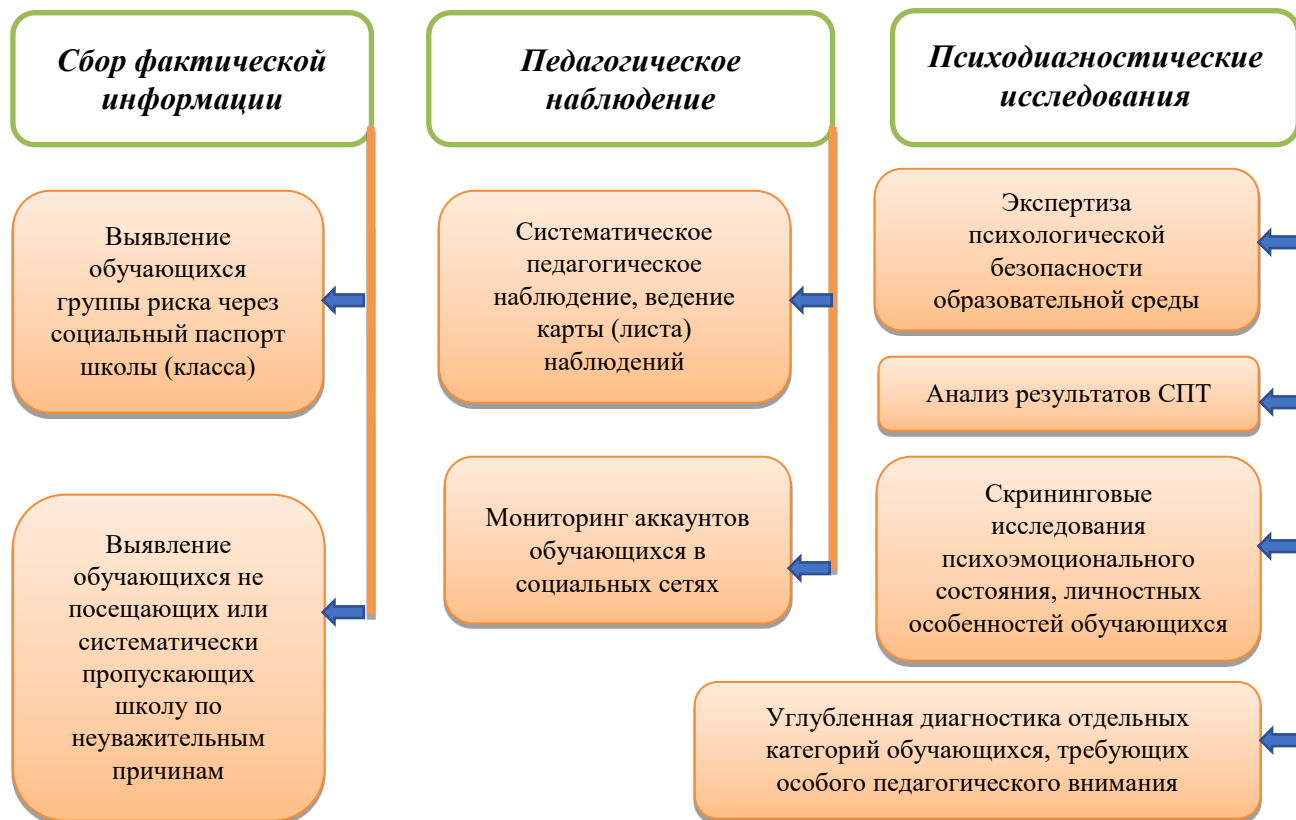 Сбор фактической
информации
Выявление
обучающихся
группы риска через
социальный паспорт
школы (класса)
Выявление
обучающихся не
посещающих или
систематически
пропускающих
школу по
неуважительным
причинам
Педагогическое
наблюдение
Систематическое
педагогическое
наблюдение, ведение
карты (листа)
наблюдений
Мониторинг аккаунтов
обучающихся в
социальных сетях
Психодиагностические
исследования
Экспертиза
психологической
безопасности
образовательной среды
Анализ результатов СПТ
Скрининговые
исследования
психоэмоционального
состояния, личностных
особенностей обучающихся
Углубленная диагностика отдельных
категорий обучающихся, требующих
особого педагогического внимания